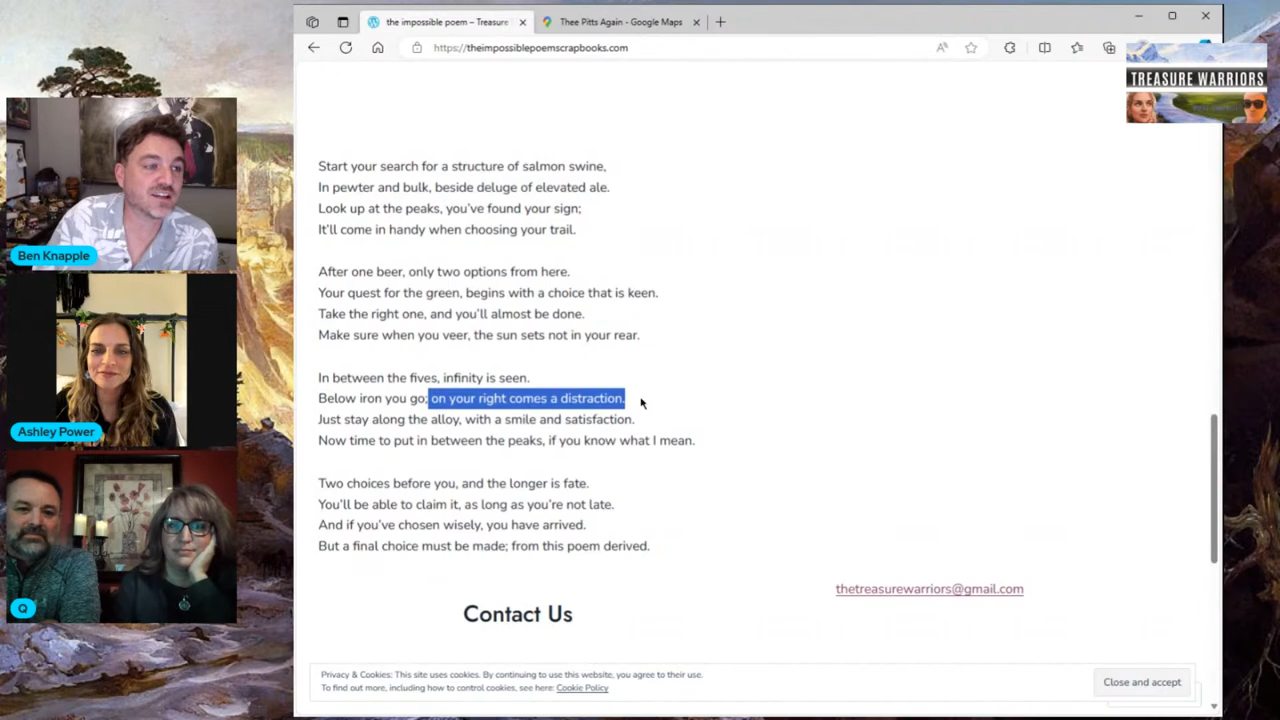 the impossible poem – Treasure
Thee Pitts Again - Google Maps
https://theimpossiblepoemscrapbooks.com
TREASURE WARRIORS
Start your search for a structure of salmon swine,
In pewter and bulk, beside deluge of elevated ale.
Look up at the peaks, you've found your sign;
It'll come in handy when choosing your trail.
After one beer, only two options from here.
Your quest for the green, begins with a choice that is keen.
Take the right one, and you'll almost be done.
Make sure when you veer, the sun sets not in your rear.
In between the fives, infinity is seen.
Below iron you go; on your right comes a distraction.
Just stay along the alloy, with a smile and satisfaction.
Now time to put in between the peaks, if you know what I mean.
Two choices before you, and the longer is fate.
You'll be able to claim it, as long as you're not late.
And if you've chosen wisely, you have arrived.
But a final choice must be made; from this poem derived.
thetreasurewarriors@gmail.com
Contact Us
Privacy & Cookies: This site uses cookies. By continuing to use this website, you agree to their use.
To find out more, including how to control cookies, see here: Cookie Policy
Close and accept
Ben Knapple
Ashley Power
Q